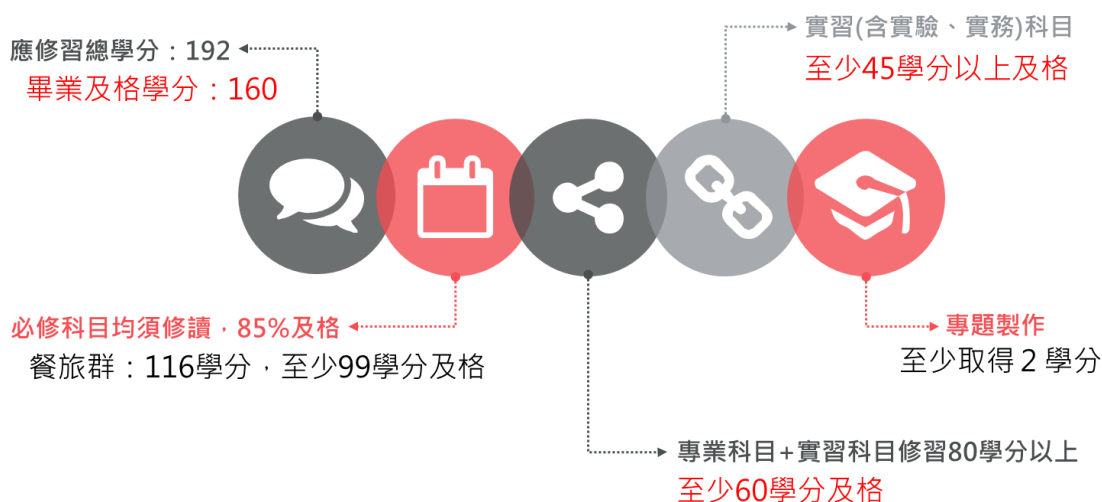 應修習總學分：192
畢業及格學分：160
實習(含實驗、實務)科目
至少45學分以上及格
必修科目均須修讀，85%及格
餐旅群：116學分，至少99學分及格
專題製作
至少取得２學分
專業科目+實習科目修習80學分以上
至少60學分及格